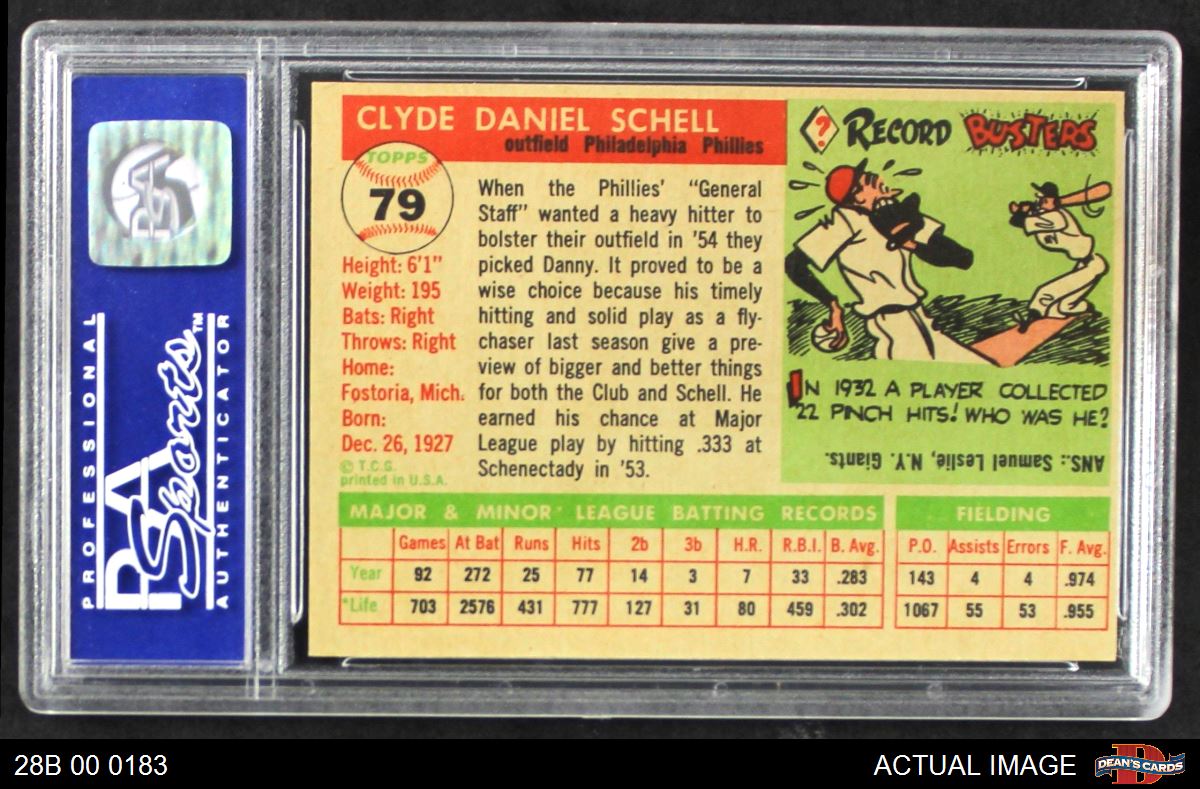 CLYDE DANIEL SCHELL
outfield Philadelphia Phillies
TOPPS
79
Height: 6'1"
Weight: 195
Bats: Right
Throws: Right
Home:
Fostoria, Mich.
Born:
Dec. 26, 1927
© T.C.G.
printed in U.S.A.
When the Phillies' "General
Staff" wanted a heavy hitter to
bolster their outfield in '54 they
picked Danny. It proved to be a
wise choice because his timely
hitting and solid play as a fly-
chaser last season give a pre-
view of bigger and better things
for both the Club and Schell. He
earned his chance at Major
League play by hitting .333 at
Schenectady in '53.
? RECORD BUSTERS
NY
IN 1932 A PLAYER COLLECTED
22 PINCH HITS! WHO WAS HE?
ANS.: Samuel Leslie, N.Y. Giants.
MAJOR & MINOR LEAGUE BATTING RECORDS FIELDING
Games At Bat Runs Hits 2b 3b H.R. R.B.I. B. Avg. P.O. Assists Errors F. Avg.
Year 92 272 25 77 14 3 7 33 .283 143 4 4 .974
*Life 703 2576 431 777 127 31 80 459 .302 1067 55 53 .955
PSA
PROFESSIONAL
PSA Sports™
AUTHENTICATOR
28B 00 0183
ACTUAL IMAGE
DEAN'S CARDS